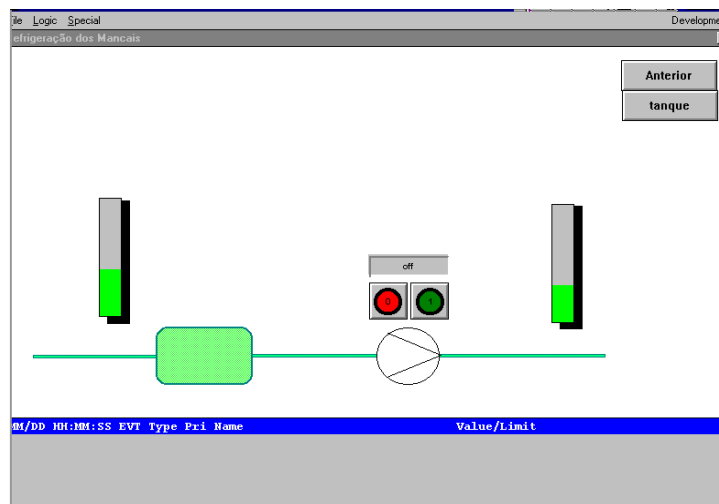 ile Logic Special Developme
efrigeração dos Mancais
Anterior
tanque
off
0 1
MM/DD HH:MM:SS EVT Type Pri Name Value/Limit